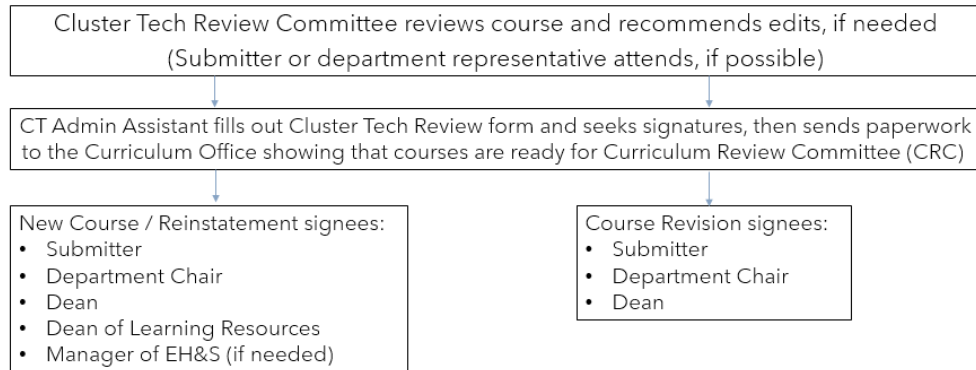 Cluster Tech Review Committee reviews course and recommends edits, if needed
(Submitter or department representative attends, if possible)
CT Admin Assistant fills out Cluster Tech Review form and seeks signatures, then sends paperwork
to the Curriculum Office showing that courses are ready for Curriculum Review Committee (CRC)
New Course / Reinstatement signees:
• Submitter
• Department Chair
• Dean
• Dean of Learning Resources
• Manager of EH&S (if needed)
Course Revision signees:
• Submitter
• Department Chair
• Dean